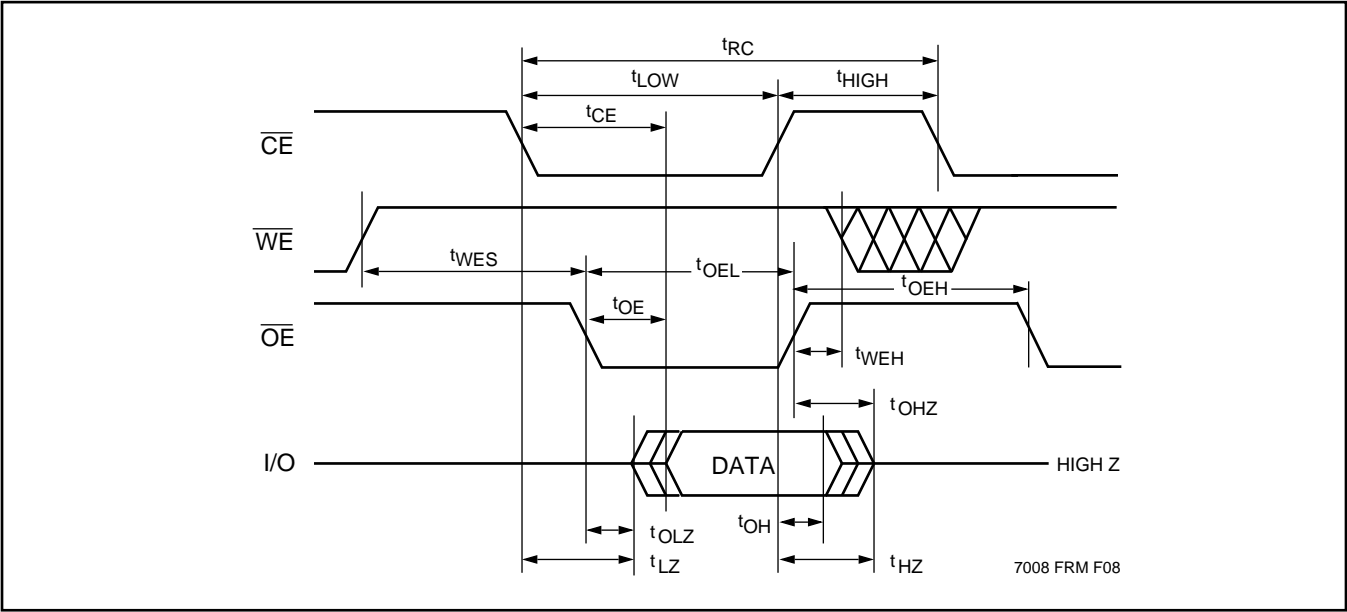 tRC
tLOW
tHIGH
tCE
CE
WE
tWES
tOEL
tOEH
tOE
OE
tWEH
tOHZ
I/O
DATA
HIGH Z
tOLZ
tOH
tLZ
tHZ
7008 FRM F08